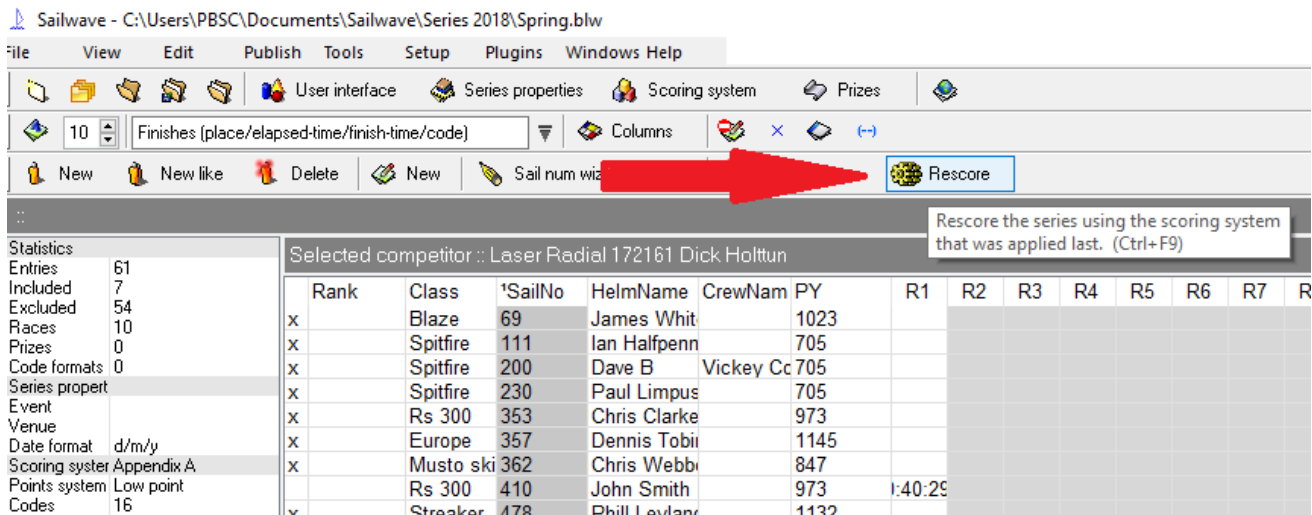 Sailwave - C:\Users\PBSC\Documents\Sailwave\Series 2018\Spring.blw
File View Edit Publish Tools Setup Plugins Windows Help
User interface Series properties Scoring system Prizes
10 Finishes (place/elapsed-time/finish-time/code) Columns
New New like Delete New Sail num wiz Rescore
::
Rescore the series using the scoring system
that was applied last. (Ctrl+F9)
Statistics
Entries 61
Included 7
Excluded 54
Races 10
Prizes 0
Code formats 0
Series propert
Event
Venue
Date format d/m/y
Scoring syster Appendix A
Points system Low point
Codes 16
Selected competitor :: Laser Radial 172161 Dick Holttun
Rank Class ¹SailNo HelmName CrewNam PY R1 R2 R3 R4 R5 R6 R7 R
x Blaze 69 James Whit 1023
x Spitfire 111 Ian Halfpenn 705
x Spitfire 200 Dave B Vickey Cc 705
x Spitfire 230 Paul Limpus 705
x Rs 300 353 Chris Clarke 973
x Europe 357 Dennis Tobi 1145
x Musto ski 362 Chris Webb 847
Rs 300 410 John Smith 973 :40:29
x Streaker 478 Phill Leyland 1132